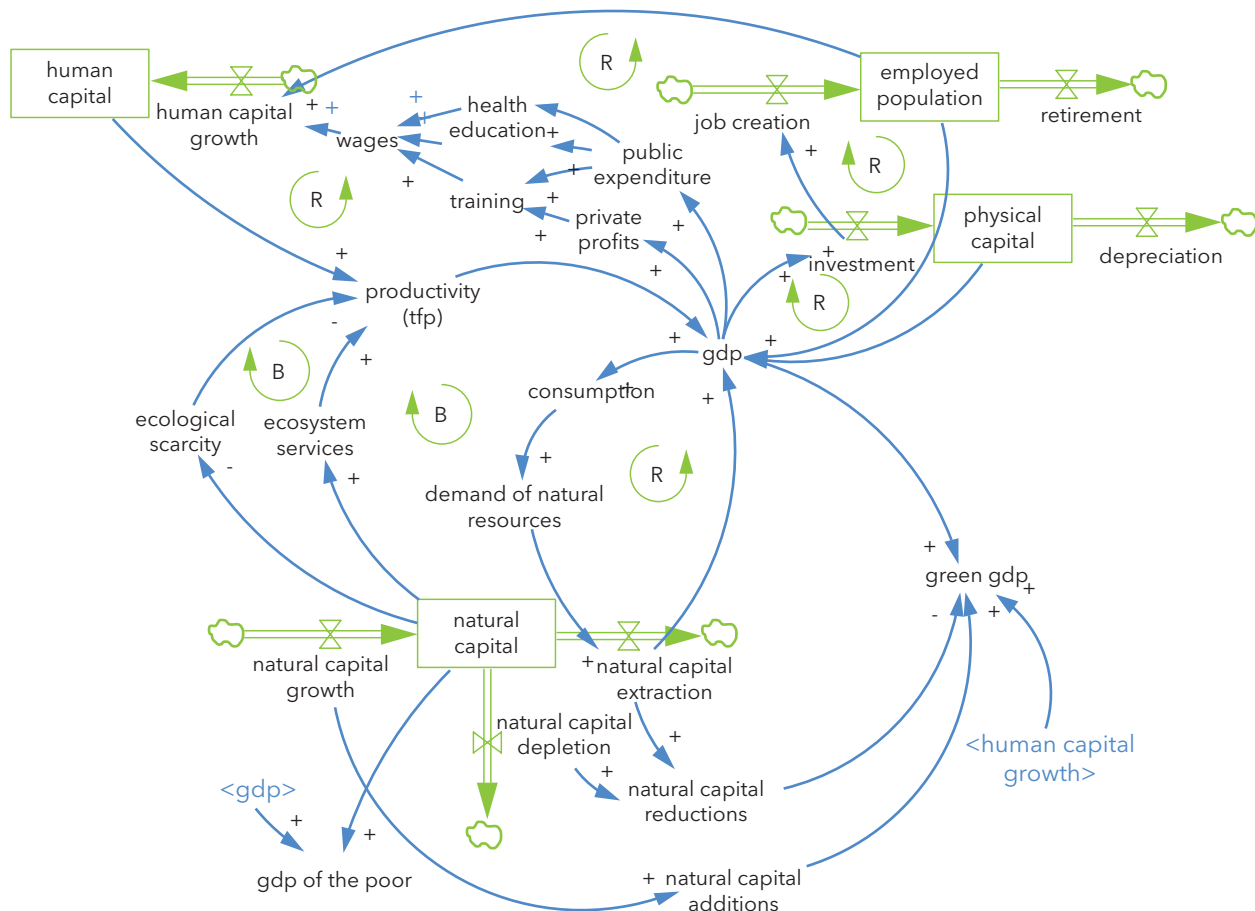 human
capital
human capital
growth
+
+
wages
+
+
health
education
+
R
public
expenditure
job creation
employed
population
retirement
+
R
training
+
+
+
+
private
profits
+
+
+
R
physical
capital
depreciation
investment
+
+
+
R
+
productivity
(tfp)
-
+
+
+
gdp
+
+
consumption
+
B
B
ecological
scarcity
-
ecosystem
services
+
+
demand of natural
resources
R
+
green gdp
+
-
+
natural
capital
natural capital
growth
+
natural capital
extraction
natural capital
depletion
+
+
natural capital
reductions
<human capital
growth>
<gdp>
+
+
gdp of the poor
+
natural capital
additions